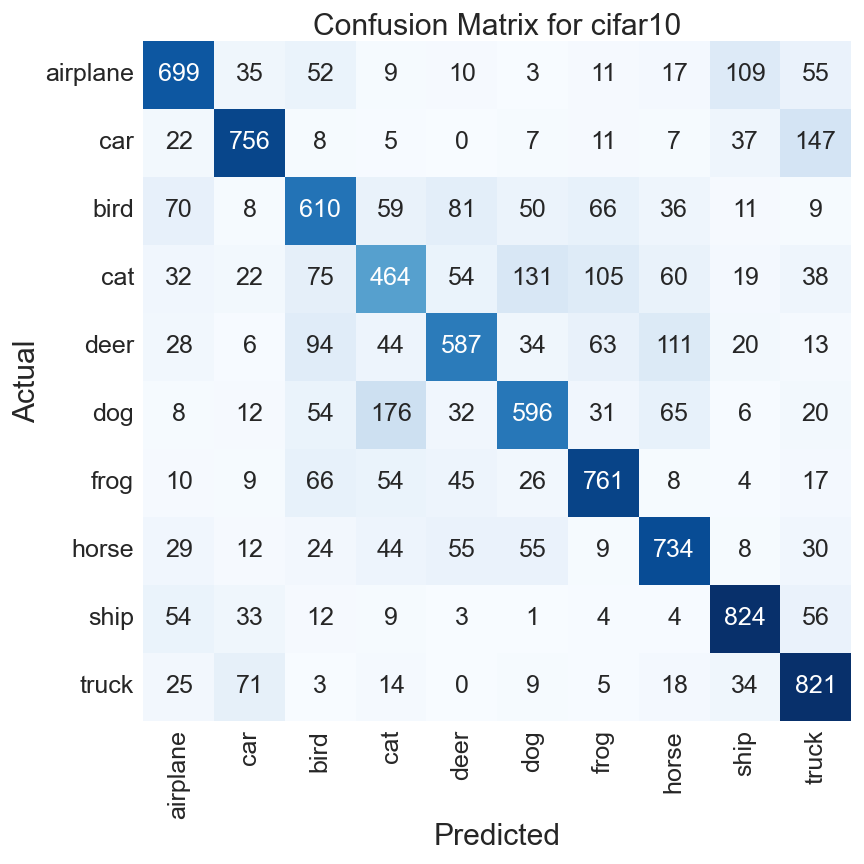 Confusion Matrix for cifar10
airplane 699 35 52 9 10 3 11 17 109 55
car 22 756 8 5 0 7 11 7 37 147
bird 70 8 610 59 81 50 66 36 11 9
cat 32 22 75 464 54 131 105 60 19 38
deer 28 6 94 44 587 34 63 111 20 13
dog 8 12 54 176 32 596 31 65 6 20
frog 10 9 66 54 45 26 761 8 4 17
horse 29 12 24 44 55 55 9 734 8 30
ship 54 33 12 9 3 1 4 4 824 56
truck 25 71 3 14 0 9 5 18 34 821
Actual
airplane car bird cat deer dog frog horse ship truck
Predicted